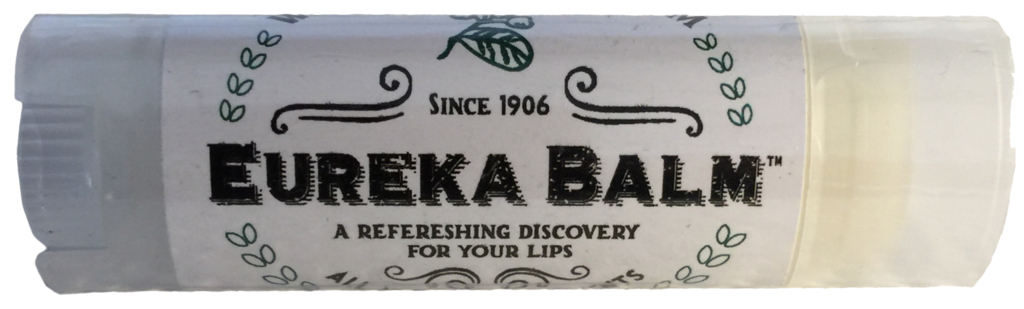 SINCE 1906
EUREKA BALM™
A REFERESHING DISCOVERY
FOR YOUR LIPS